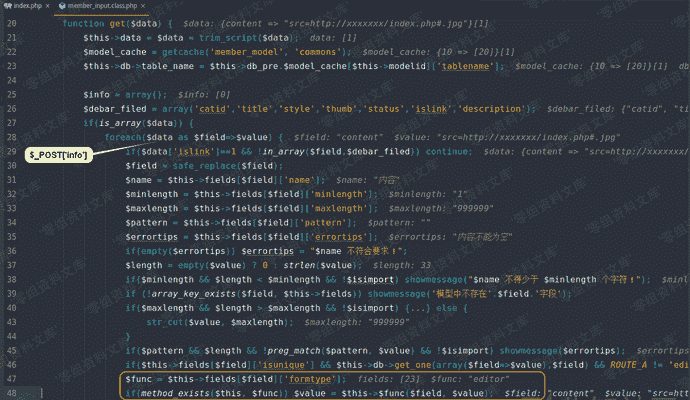 index.php × member_input.class.php ×
20 function get($data) { $data: {content => "src=http://xxxxxxx/index.php#.jpg"}[1]
21 $this->data = $data = trim_script($data); data: [1]
22 $model_cache = getcache('member_model', 'commons'); $model_cache: {10 => [20]}[1]
23 $this->db->table_name = $this->db_pre.$model_cache[$this->modelid]['tablename']; $model_cache: {10 => [20]}[1] db
24
25 $info = array(); $info: [0]
26 $debar_filed = array('catid','title','style','thumb','status','islink','description'); $debar_filed: {"catid", "ti
27 if(is_array($data)) {
28 foreach($data as $field=>$value) { $field: "content" $value: "src=http://xxxxxxx/index.php#.jpg"
$_POST['info']
29 if($data['islink']==1 && !in_array($field,$debar_filed)) continue; $data: {content => "src=http://xxxxxx
30 $field = safe_replace($field);
31 $name = $this->fields[$field]['name']; $name: "内容"
32 $minlength = $this->fields[$field]['minlength']; $minlength: "1"
33 $maxlength = $this->fields[$field]['maxlength']; $maxlength: "999999"
34 $pattern = $this->fields[$field]['pattern']; $pattern: ""
35 $errortips = $this->fields[$field]['errortips']; $errortips: "内容不能为空"
36 if(empty($errortips)) $errortips = "$name 不符合要求!";
37 $length = empty($value) ? 0 : strlen($value); $length: 33
38 if($minlength && $length < $minlength && !$isimport) showmessage("$name 不得少于 $minlength 个字符!"); $min
39 if (!array_key_exists($field, $this->fields)) showmessage('模型中不存在'.$field.'字段');
40 if($maxlength && $length > $maxlength && !$isimport) {...} else {
43 str_cut($value, $maxlength); $maxlength: "999999"
44 }
45 if($pattern && $length && !preg_match($pattern, $value) && !$isimport) showmessage($errortips); $errortips
46 if($this->fields[$field]['isunique'] && $this->db->get_one(array($field=>$value),$field) && ROUTE_A != 'edi
47 $func = $this->fields[$field]['formtype']; fields: [23] $func: "editor"
48 if(method_exists($this, $func)) $value = $this->$func($field, $value); $field: "content" $value: "src=ht